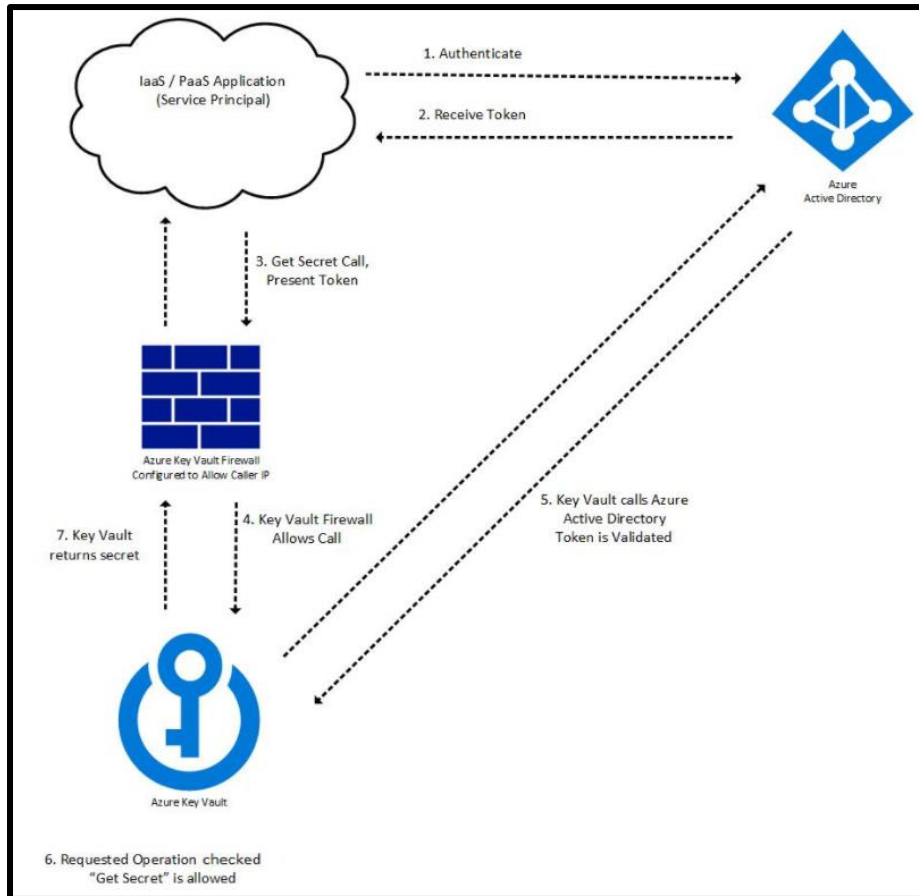 1. Authenticate
IaaS / PaaS Application
(Service Principal)
2. Receive Token
Azure
Active Directory
3. Get Secret Call,
Present Token
Azure Key Vault Firewall
Configured to Allow Caller IP
4. Key Vault Firewall
Allows Call
5. Key Vault calls Azure
Active Directory
Token is Validated
7. Key Vault
returns secret
Azure Key Vault
6. Requested Operation checked
“Get Secret” is allowed